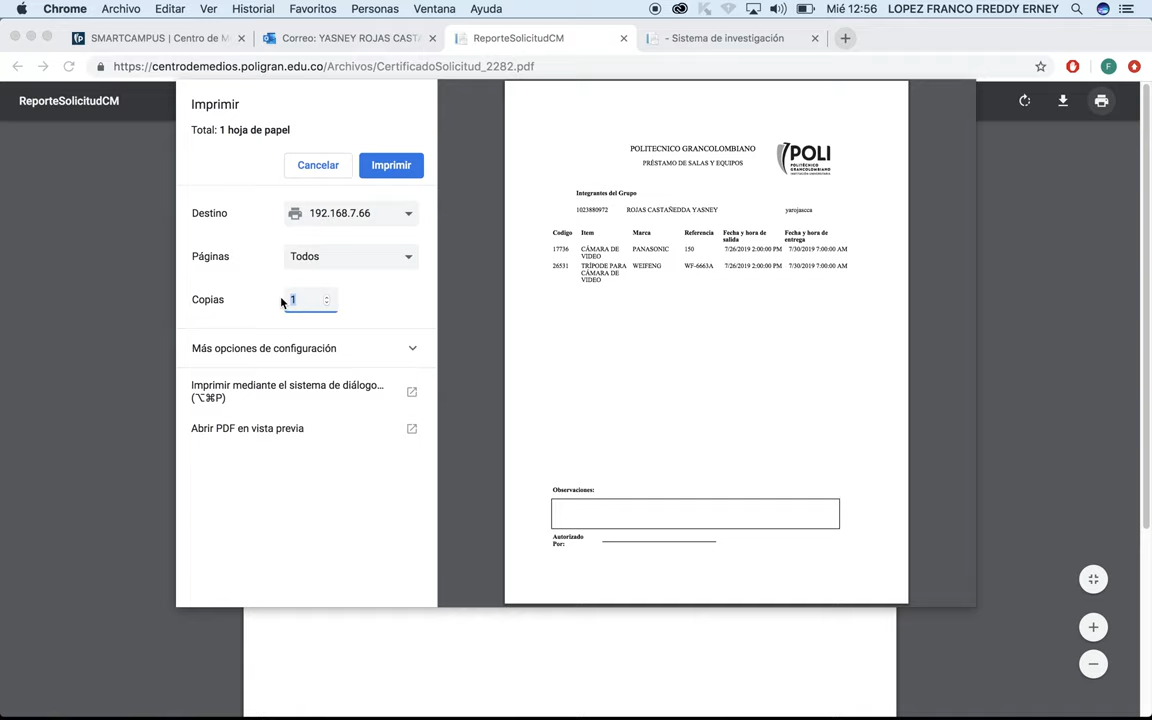 Chrome Archivo Editar Ver Historial Favoritos Personas Ventana Ayuda Mié 12:56 LOPEZ FRANCO FREDDY ERNEY
SMARTCAMPUS | Centro de M Correo: YASNEY ROJAS CAST ReporteSolicitudCM - Sistema de investigación
https://centrodemedios.poligran.edu.co/Archivos/CertificadoSolicitud_2282.pdf F
ReporteSolicitudCM
Imprimir
Total: 1 hoja de papel
Cancelar Imprimir
Destino 192.168.7.66
Páginas Todos
Copias 1
Más opciones de configuración
Imprimir mediante el sistema de diálogo...
(⌥⌘P)
Abrir PDF en vista previa
POLITECNICO GRANCOLOMBIANO
PRÉSTAMO DE SALAS Y EQUIPOS
POLI
POLITÉCNICO
GRANCOLOMBIANO
Integrantes del Grupo
1023880972 ROJAS CASTAÑEDDA YASNEY yarojascca
Codigo Item Marca Referencia Fecha y hora de salida Fecha y hora de entrega
17736 CÁMARA DE VIDEO PANASONIC 150 7/26/2019 2:00:00 PM 7/30/2019 7:00:00 AM
26531 TRÍPODE PARA CÁMARA DE VIDEO WEIFENG WF-6663A 7/26/2019 2:00:00 PM 7/30/2019 7:00:00 AM
Observaciones:
Autorizado
Por: